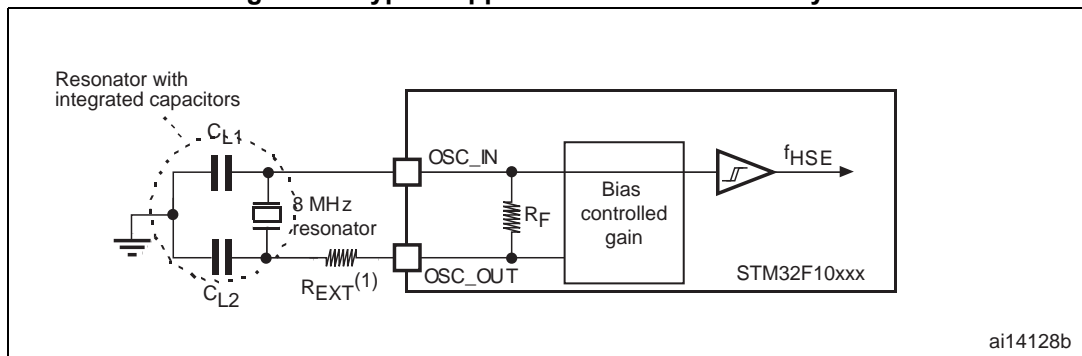 Resonator with
integrated capacitors
CL1
OSC_IN
fHSE
8 MHz
resonator
RF
Bias
controlled
gain
REXT(1)
OSC_OUT
STM32F10xxx
CL2
ai14128b